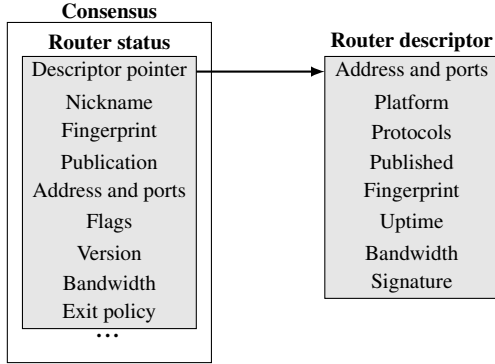 Consensus
Router status
Descriptor pointer
Nickname
Fingerprint
Publication
Address and ports
Flags
Version
Bandwidth
Exit policy
...
Router descriptor
Address and ports
Platform
Protocols
Published
Fingerprint
Uptime
Bandwidth
Signature